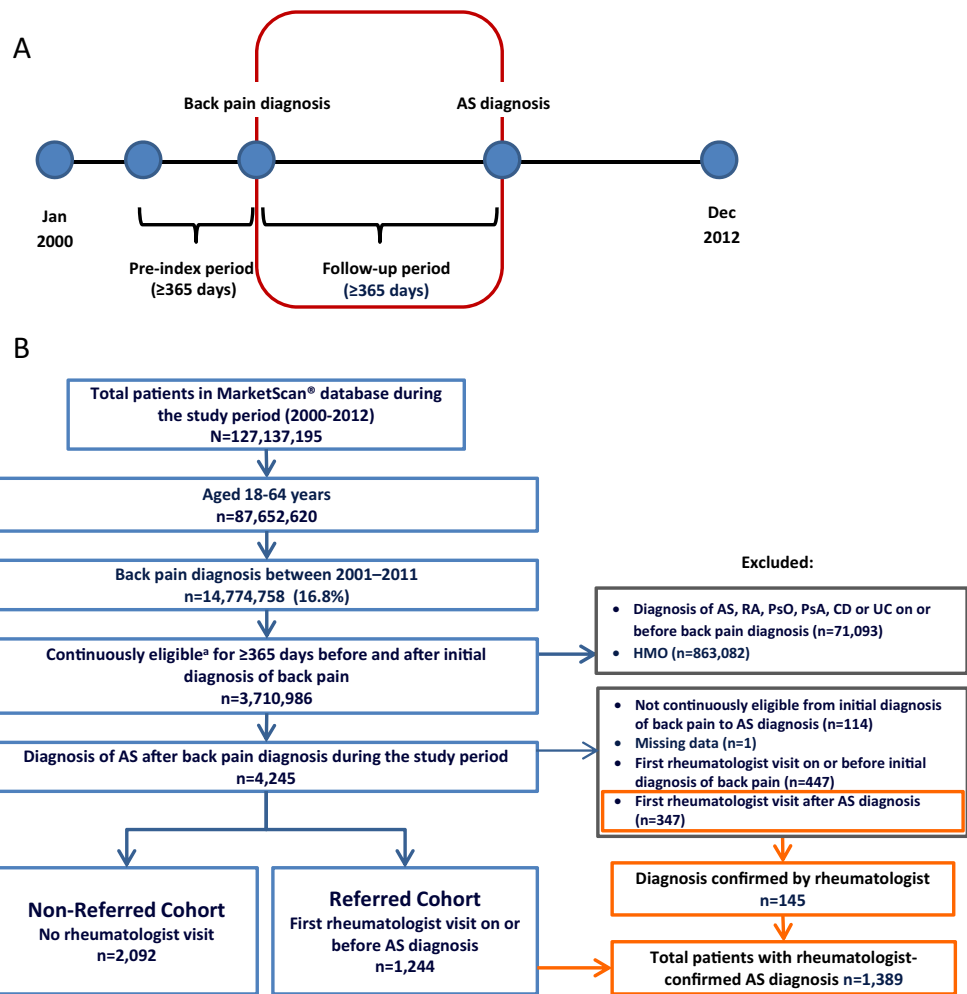 A
Back pain diagnosis
AS diagnosis
Jan
2000
Dec
2012
Pre-index period
(≥365 days)
Follow-up period
(≥365 days)
B
Total patients in MarketScan® database during
the study period (2000-2012)
N=127,137,195
Aged 18-64 years
n=87,652,620
Back pain diagnosis between 2001–2011
n=14,774,758 (16.8%)
Continuously eligibleª for ≥365 days before and after initial
diagnosis of back pain
n=3,710,986
Diagnosis of AS after back pain diagnosis during the study period
n=4,245
Excluded:
• Diagnosis of AS, RA, PsO, PsA, CD or UC on or
before back pain diagnosis (n=71,093)
• HMO (n=863,082)
• Not continuously eligible from initial diagnosis
of back pain to AS diagnosis (n=114)
• Missing data (n=1)
• First rheumatologist visit on or before initial
diagnosis of back pain (n=447)
• First rheumatologist visit after AS diagnosis
(n=347)
Non-Referred Cohort
No rheumatologist visit
n=2,092
Referred Cohort
First rheumatologist visit on or
before AS diagnosis
n=1,244
Diagnosis confirmed by rheumatologist
n=145
Total patients with rheumatologist-
confirmed AS diagnosis n=1,389